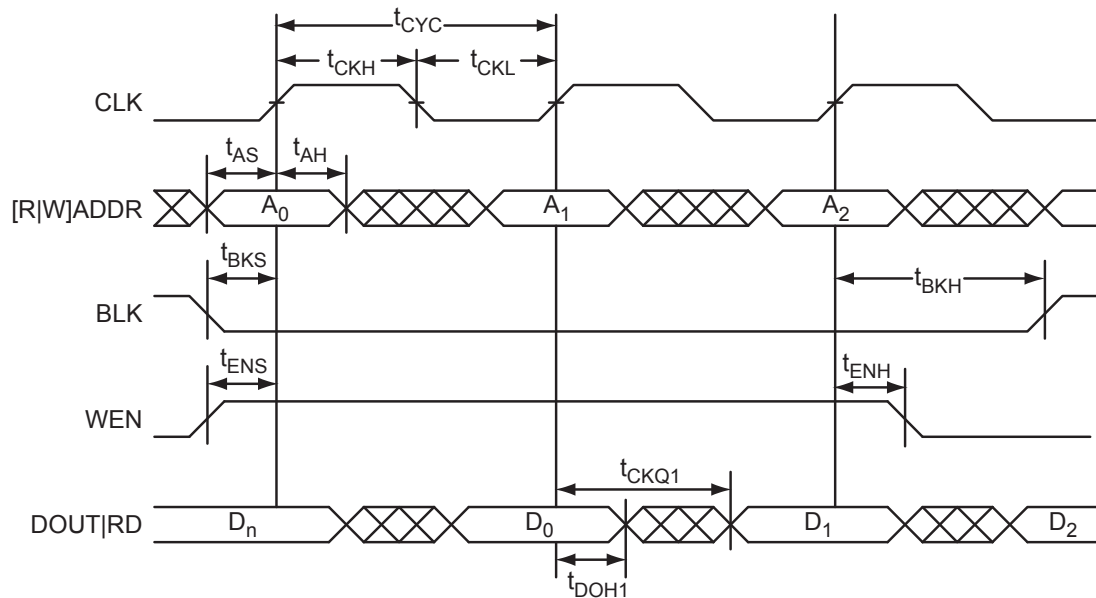 tCYC
tCKH tCKL
CLK
tAS tAH
[R|W]ADDR A0 A1 A2
tBKS tBKH
BLK
tENS tENH
WEN
tCKQ1
DOUT|RD Dn D0 D1 D2
tDOH1